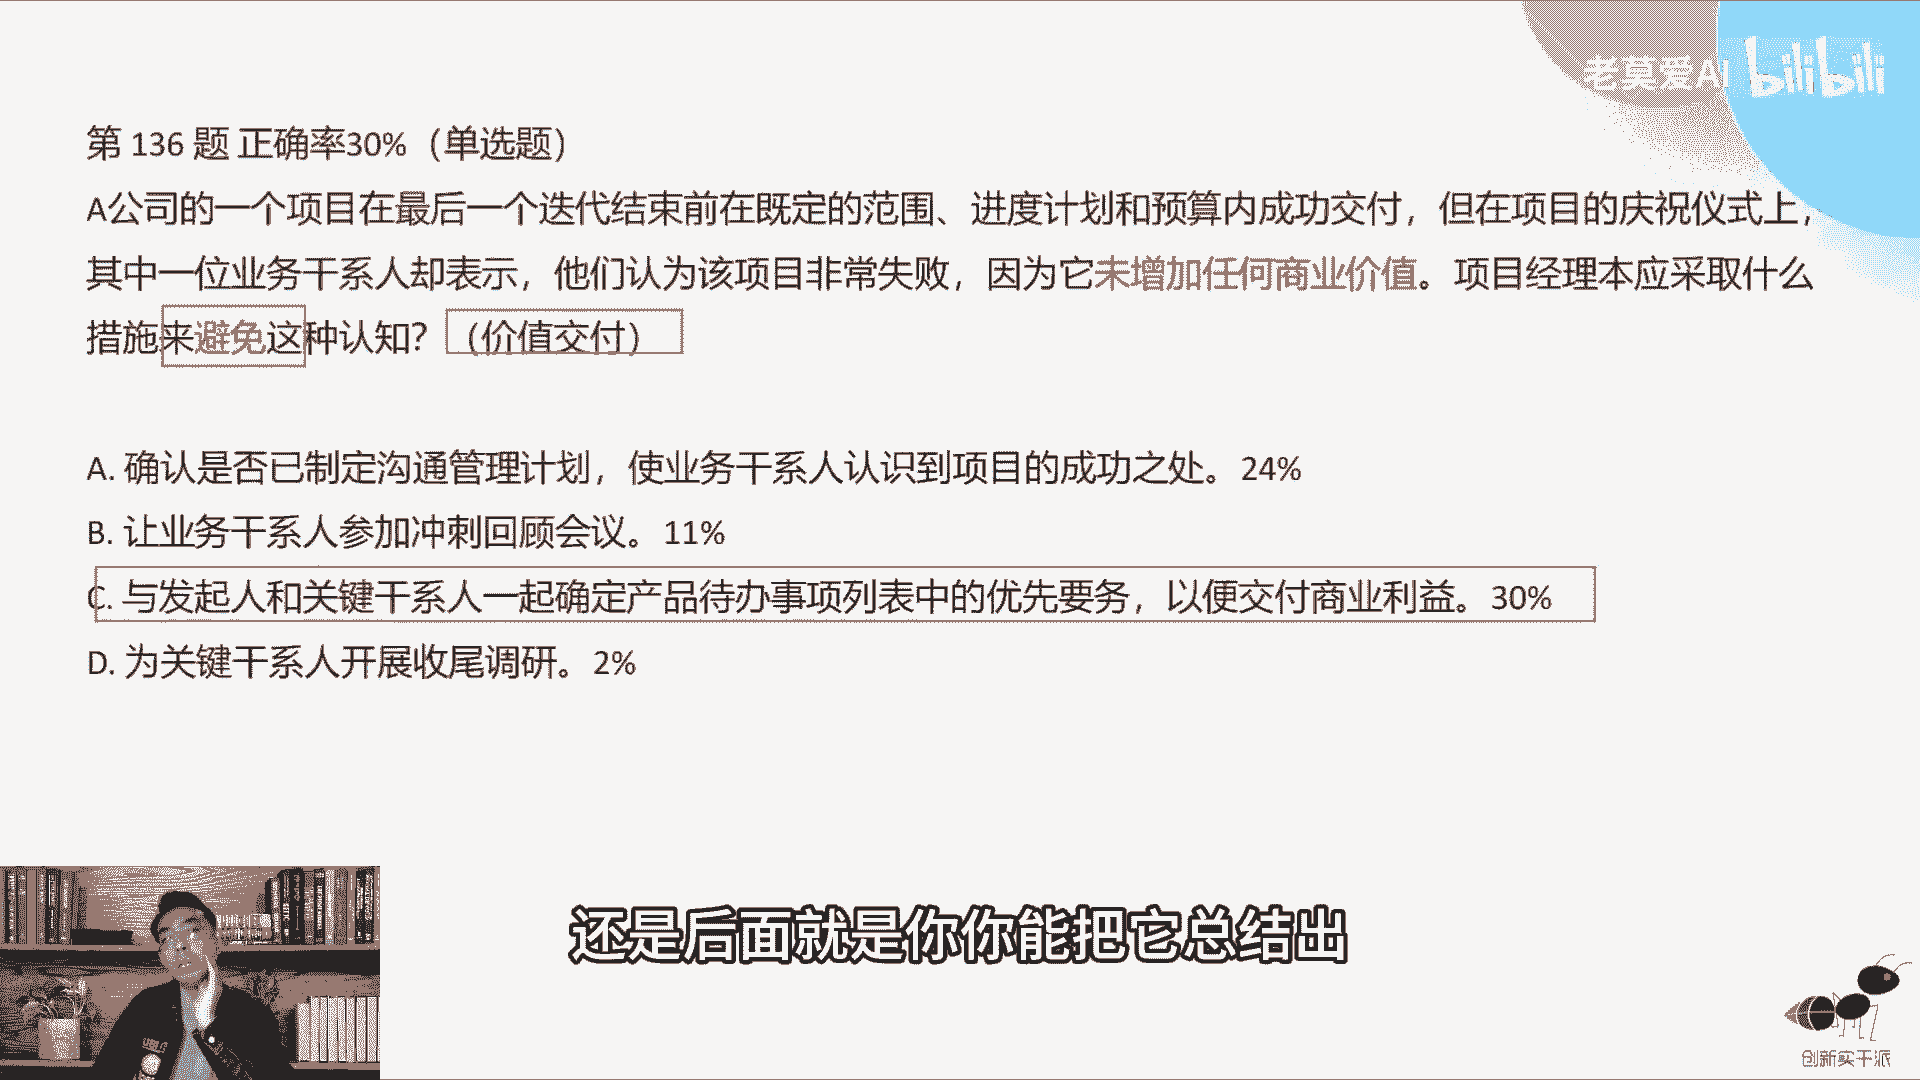 老莫爱AI bilibili
第 136 题 正确率30%（单选题）
A公司的一个项目在最后一个迭代结束前在既定的范围、进度计划和预算内成功交付，但在项目的庆祝仪式上，
其中一位业务干系人却表示，他们认为该项目非常失败，因为它未增加任何商业价值。项目经理本应采取什么
措施来避免这种认知？（价值交付）
A. 确认是否已制定沟通管理计划，使业务干系人认识到项目的成功之处。24%
B. 让业务干系人参加冲刺回顾会议。11%
C. 与发起人和关键干系人一起确定产品待办事项列表中的优先要务，以便交付商业利益。30%
D. 为关键干系人开展收尾调研。2%
还是后面就是你你能把它总结出
创新实干派